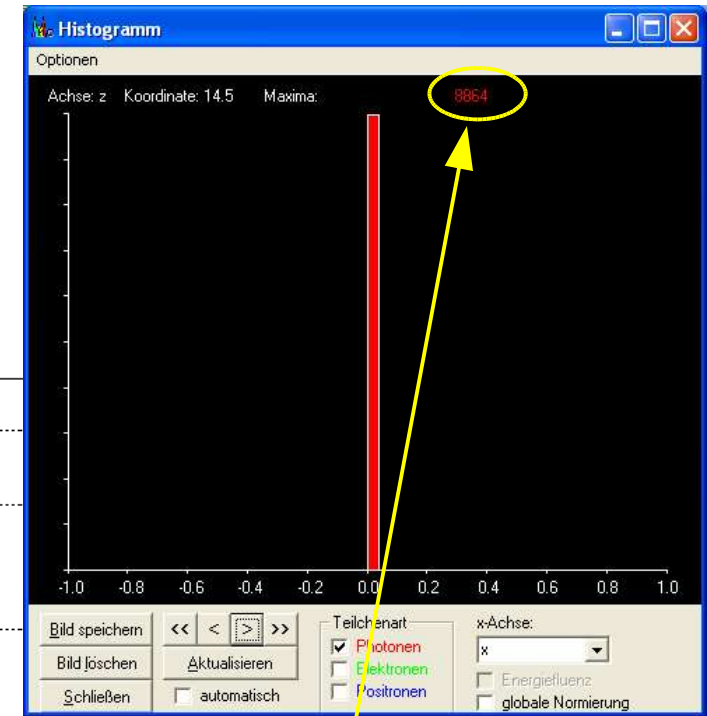 Histogramm
Optionen
Achse: z Koordinate: 14.5 Maxima: 8864
-1.0 -0.8 -0.6 -0.4 -0.2 0.0 0.2 0.4 0.6 0.8 1.0
Bild speichern << < > >> Teilchenart x-Achse:
Photonen x
Bild löschen Aktualisieren Elektronen Energiefluenz
Schließen automatisch Positronen globale Normierung